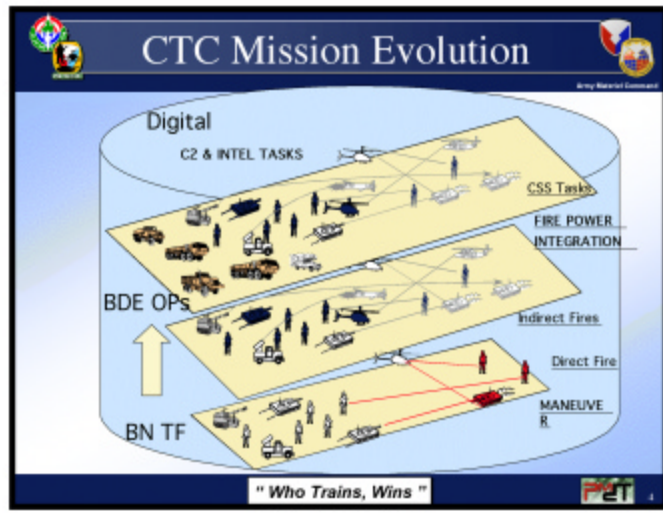 CTC Mission Evolution
Army Materiel Command
Digital
C2 & INTEL TASKS
CSS Tasks
FIRE POWER
INTEGRATION
BDE OPs
Indirect Fires
Direct Fire
MANEUVE
R
BN TF
" Who Trains, Wins "
4